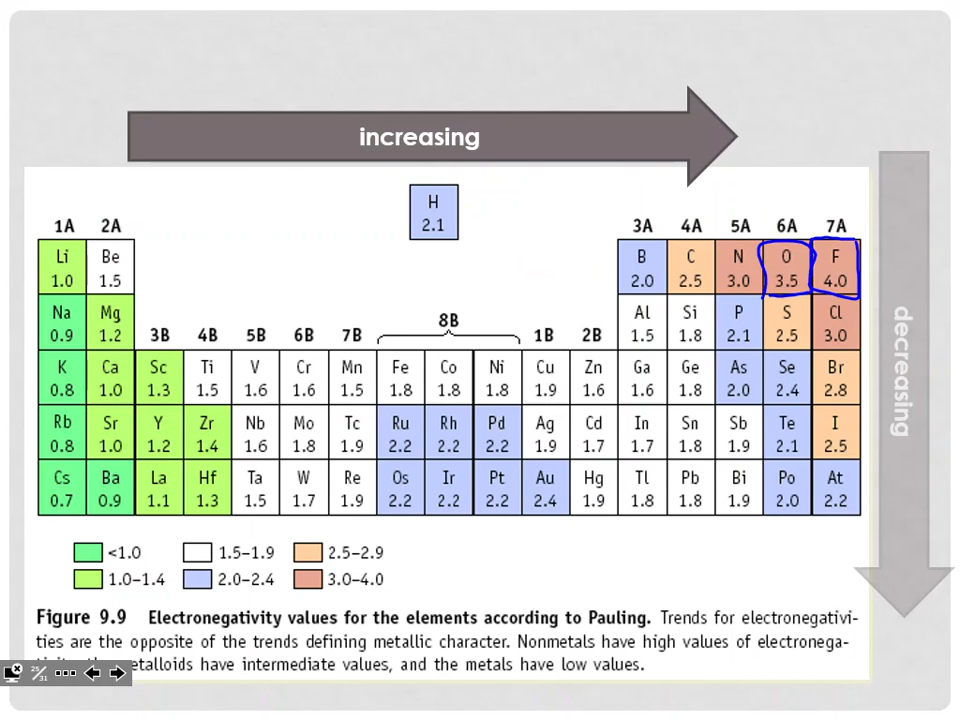 increasing
decreasing
H
2.1
1A 2A 3A 4A 5A 6A 7A
Li Be B C N O F
1.0 1.5 2.0 2.5 3.0 3.5 4.0
Na Mg Al Si P S Cl
0.9 1.2 1.5 1.8 2.1 2.5 3.0
3B 4B 5B 6B 7B 8B 1B 2B
K Ca Sc Ti V Cr Mn Fe Co Ni Cu Zn Ga Ge As Se Br
0.8 1.0 1.3 1.5 1.6 1.6 1.5 1.8 1.8 1.8 1.9 1.6 1.6 1.8 2.0 2.4 2.8
Rb Sr Y Zr Nb Mo Tc Ru Rh Pd Ag Cd In Sn Sb Te I
0.8 1.0 1.2 1.4 1.6 1.8 1.9 2.2 2.2 2.2 1.9 1.7 1.7 1.8 1.9 2.1 2.5
Cs Ba La Hf Ta W Re Os Ir Pt Au Hg Tl Pb Bi Po At
0.7 0.9 1.1 1.3 1.5 1.7 1.9 2.2 2.2 2.2 2.4 1.9 1.8 1.8 1.9 2.0 2.2
<1.0 1.5–1.9 2.5–2.9
1.0–1.4 2.0–2.4 3.0–4.0
Figure 9.9 Electronegativity values for the elements according to Pauling. Trends for electronegativi-
ties are the opposite of the trends defining metallic character. Nonmetals have high values of electronega-
etalloids have intermediate values, and the metals have low values.
25/31